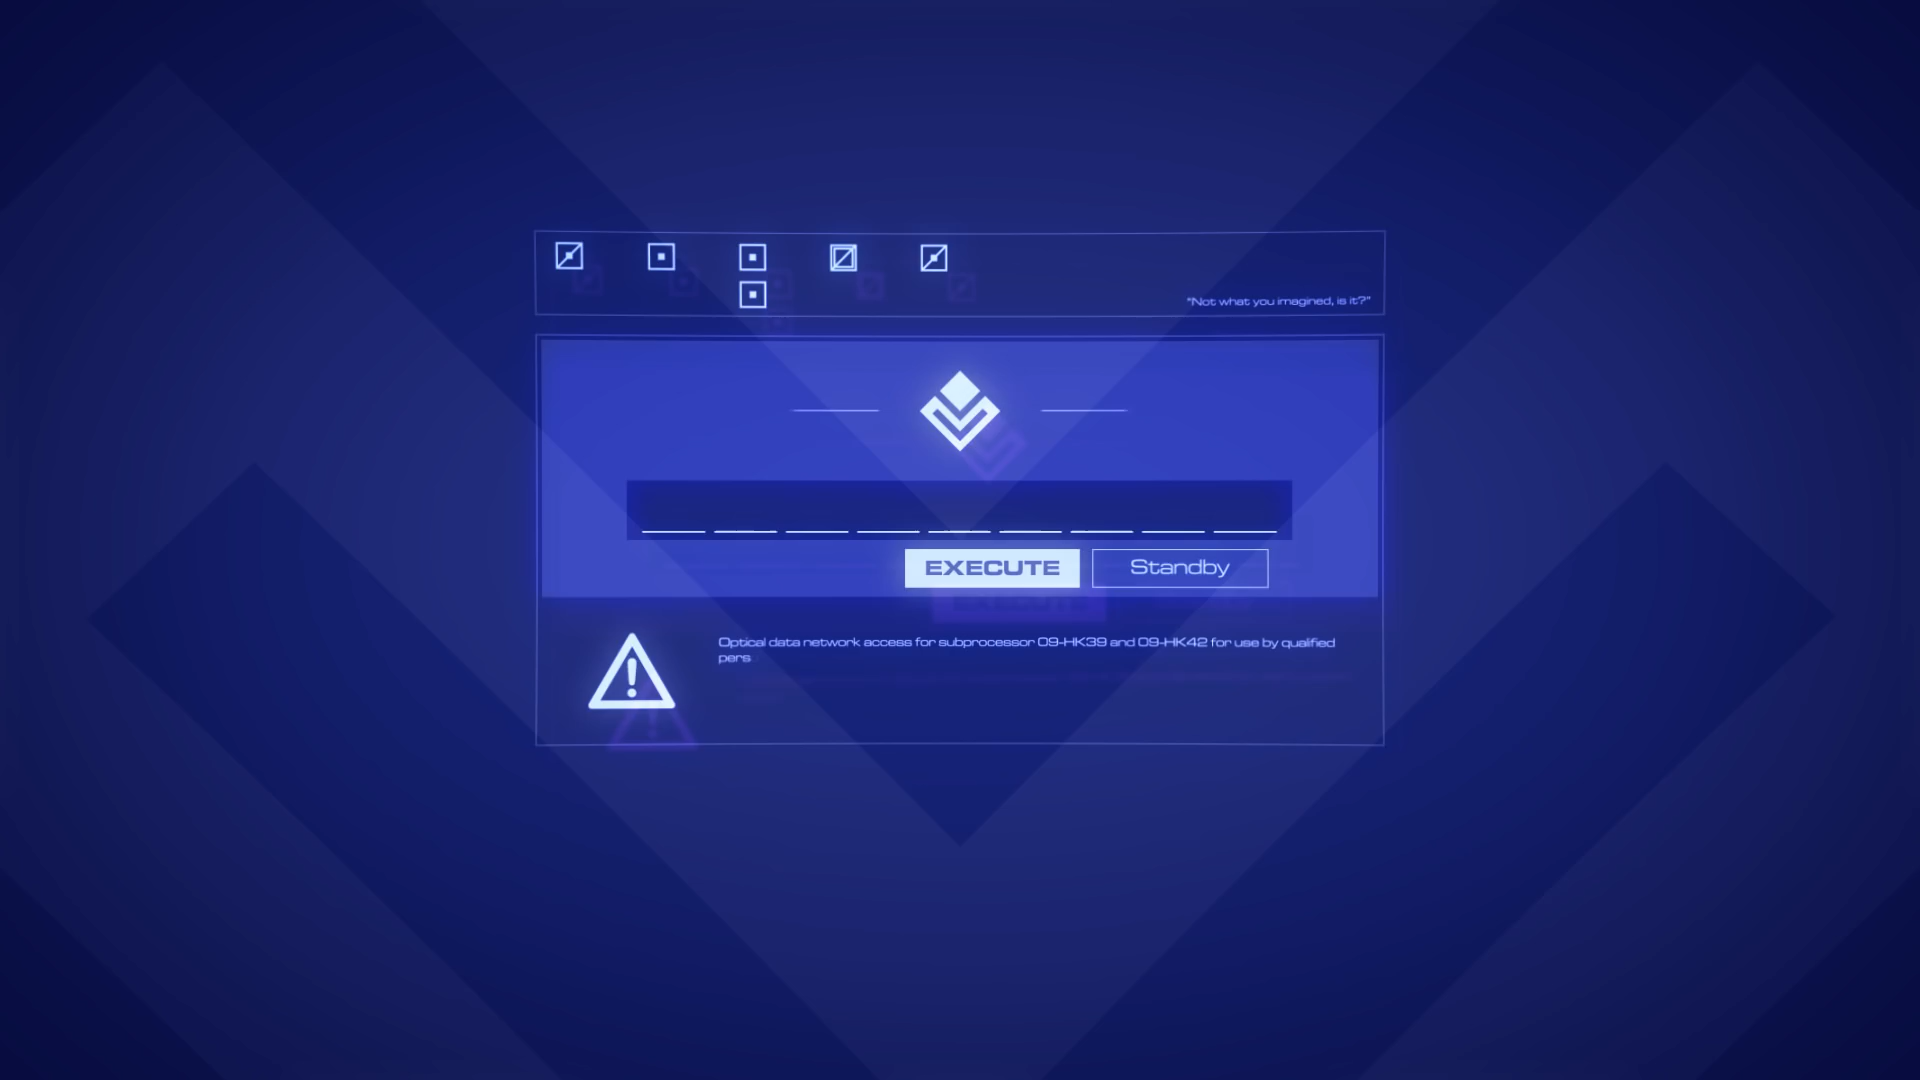 "Not what you imagined, is it?"
EXECUTE
Standby
Optical data network access for subprocessor 09-HK39 and 09-HK42 for use by qualified
pers